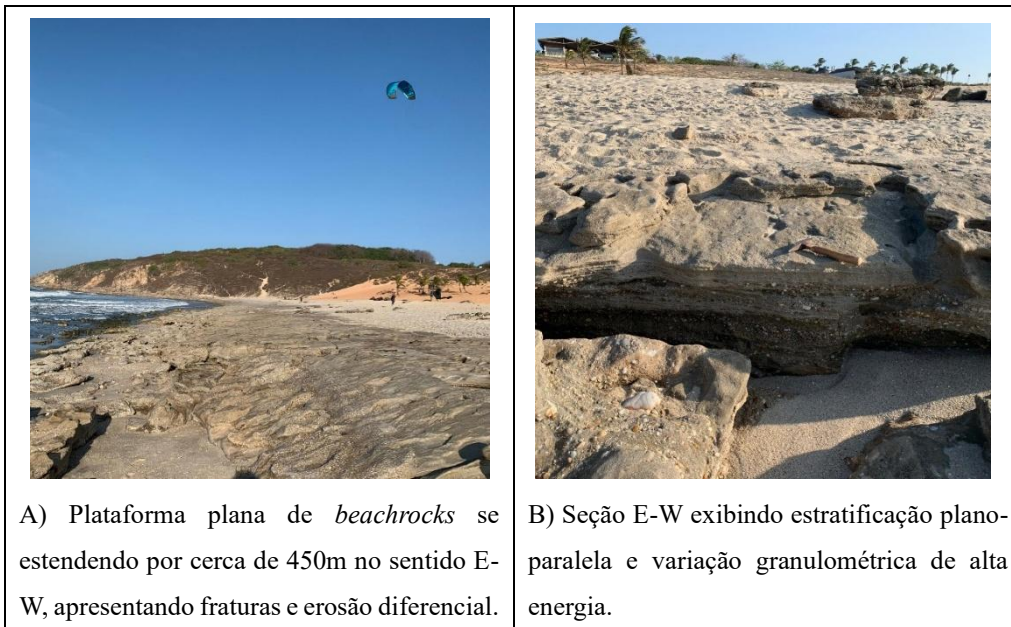 A) Plataforma plana de beachrocks se
estendendo por cerca de 450m no sentido E-
W, apresentando fraturas e erosão diferencial.
B) Seção E-W exibindo estratificação plano-
paralela e variação granulométrica de alta
energia.